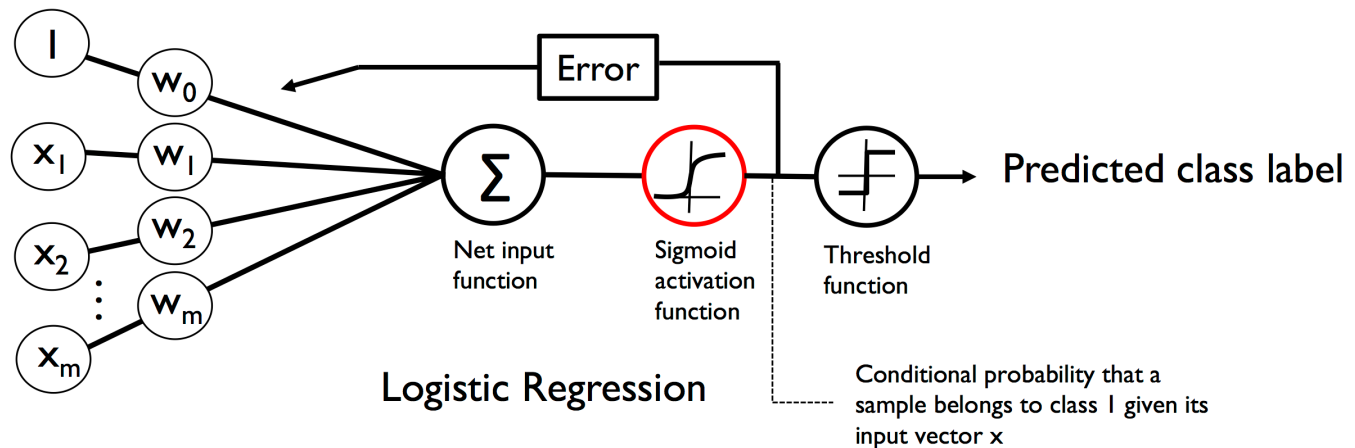 1
w0
Error
x1
w1
Σ
Predicted class label
x2
w2
Net input
function
Sigmoid
activation
function
Threshold
function
⋮
wm
xm
Logistic Regression
Conditional probability that a
sample belongs to class 1 given its
input vector x